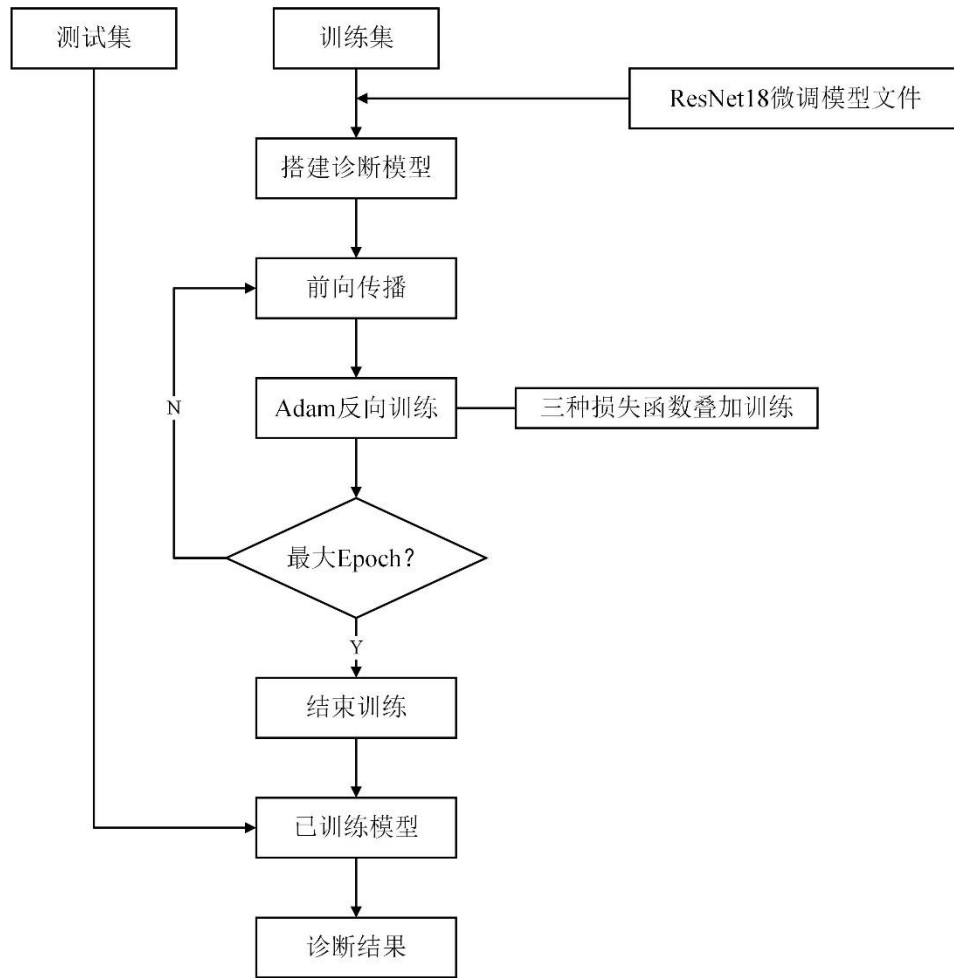 测试集
训练集
ResNet18微调模型文件
搭建诊断模型
前向传播
N
Adam反向训练
三种损失函数叠加训练
最大Epoch?
Y
结束训练
已训练模型
诊断结果